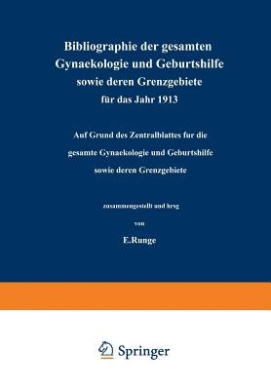 Bibliographie der gesamten
Gynaekologie und Geburtshilfe
sowie deren Grenzgebiete
für das Jahr 1913
Auf Grund des Zentralblattes fur die
gesamte Gynaekologie und Geburtshilfe
sowie deren Grenzgebiete
zusammengestellt und hrsg
von
E.Runge
Springer